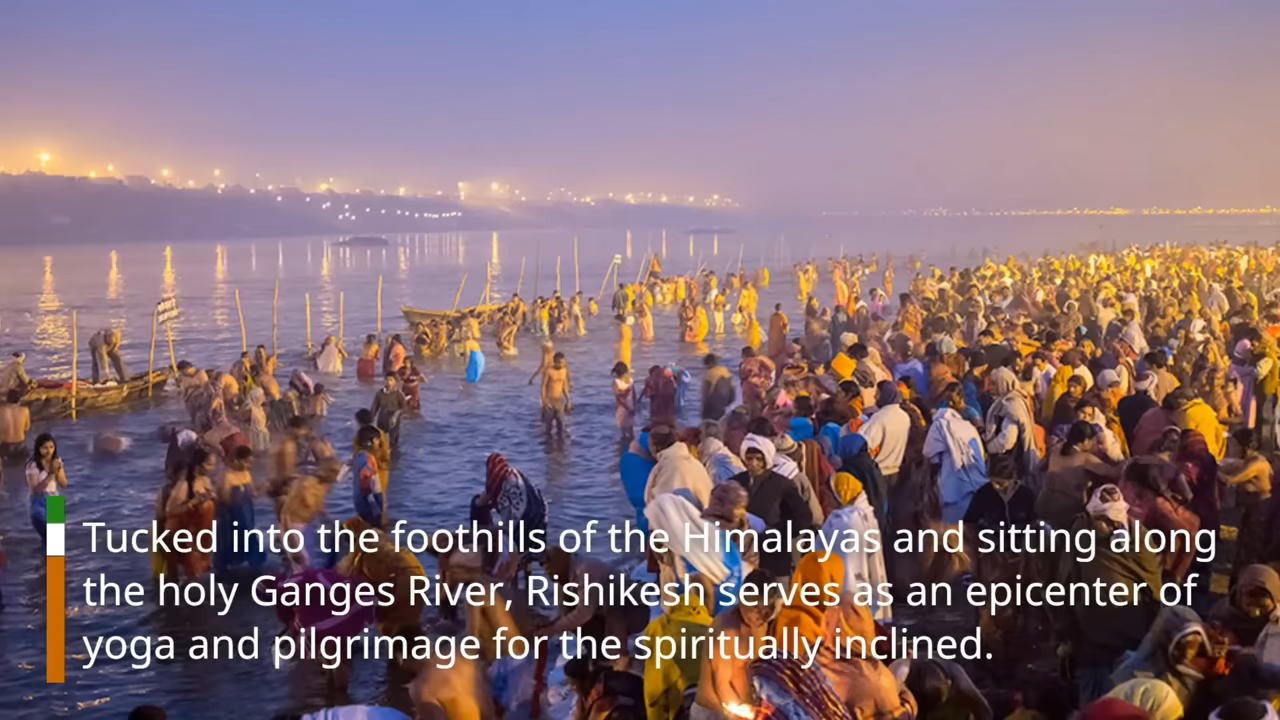 Tucked into the foothills of the Himalayas and sitting along
the holy Ganges River, Rishikesh serves as an epicenter of
yoga and pilgrimage for the spiritually inclined.